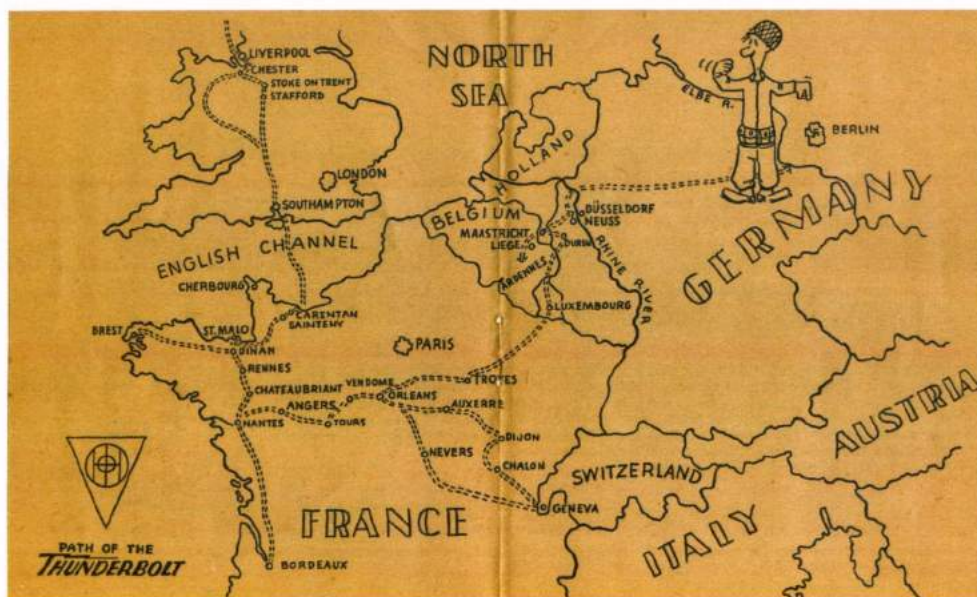 NORTH
SEA
LIVERPOOL
CHESTER
STOKE ON TRENT
STAFFORD
LONDON
SOUTHAMPTON
ENGLISH CHANNEL
CHERBOURG
CARENTAN
SAINTENY
ST. MALO
BREST
DINAN
RENNES
CHATEAUBRIANT
ANGERS
NANTES
TOURS
VENDOME
ORLEANS
PARIS
TROYES
AUXERRE
DIJON
NEVERS
CHALON
GENEVA
BORDEAUX
FRANCE
HOLLAND
BELGIUM
MAASTRICHT
LIEGE
ARDENNES
DUREN
DÜSSELDORF
NEUSS
RHINE RIVER
LUXEMBOURG
ELBE R.
BERLIN
GERMANY
AUSTRIA
SWITZERLAND
ITALY
PATH OF THE
THUNDERBOLT